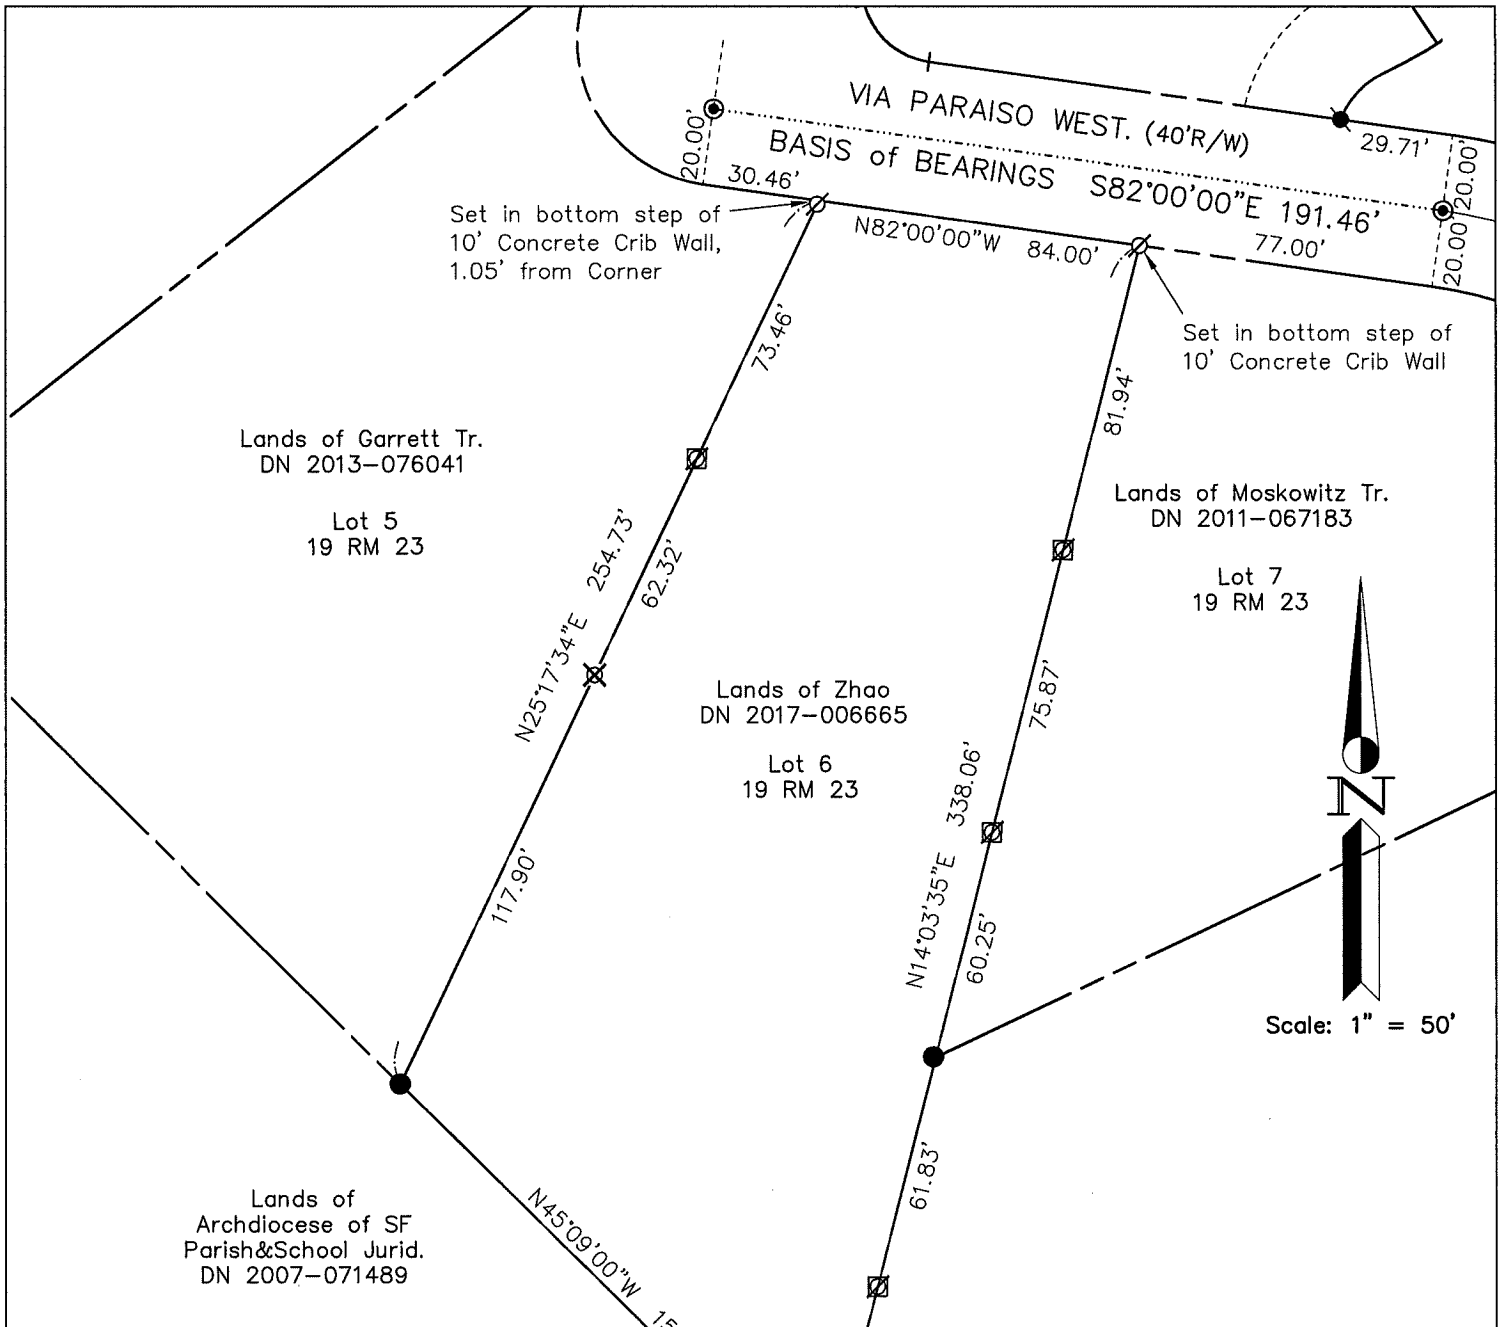 VIA PARAISO WEST. (40'R/W)
BASIS of BEARINGS S82°00'00"E 191.46'
20.00'
30.46'
29.71'
20.00'
20.00'
N82°00'00"W 84.00'
77.00'
Set in bottom step of
10' Concrete Crib Wall,
1.05' from Corner
Set in bottom step of
10' Concrete Crib Wall
73.46'
81.94'
Lands of Garrett Tr.
DN 2013-076041
Lot 5
19 RM 23
Lands of Moskowitz Tr.
DN 2011-067183
Lot 7
19 RM 23
N25°17'34"E 254.73'
62.32'
Lands of Zhao
DN 2017-006665
Lot 6
19 RM 23
75.87'
N14°03'35"E 338.06'
117.90'
60.25'
N
Scale: 1" = 50'
61.83'
Lands of
Archdiocese of SF
Parish&School Jurid.
DN 2007-071489
N45°09'00"W